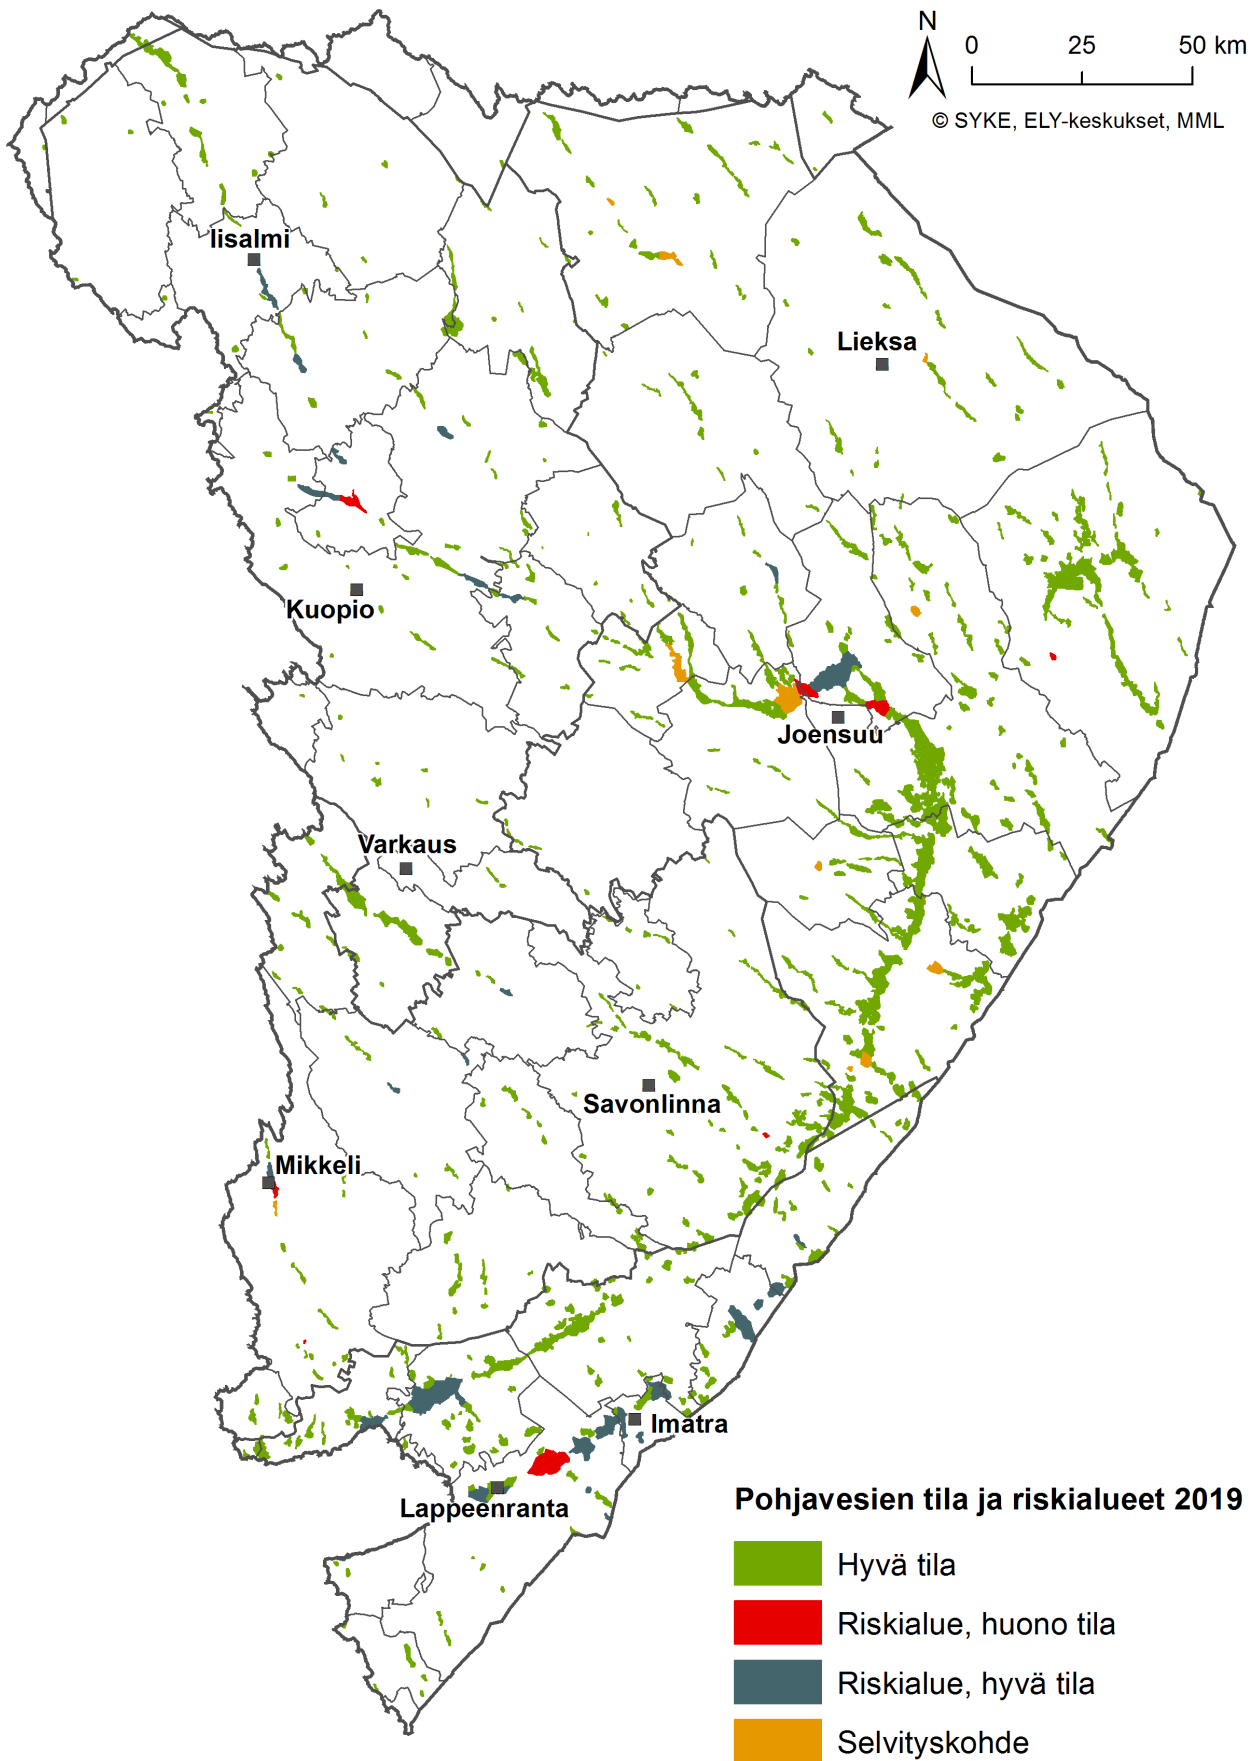 N
0 25 50 km
© SYKE, ELY-keskukset, MML
Iisalmi
Lieksa
Kuopio
Joensuu
Varkaus
Savonlinna
Mikkeli
Imatra
Lappeenranta
Pohjavesien tila ja riskialueet 2019
Hyvä tila
Riskialue, huono tila
Riskialue, hyvä tila
Selvityskohde